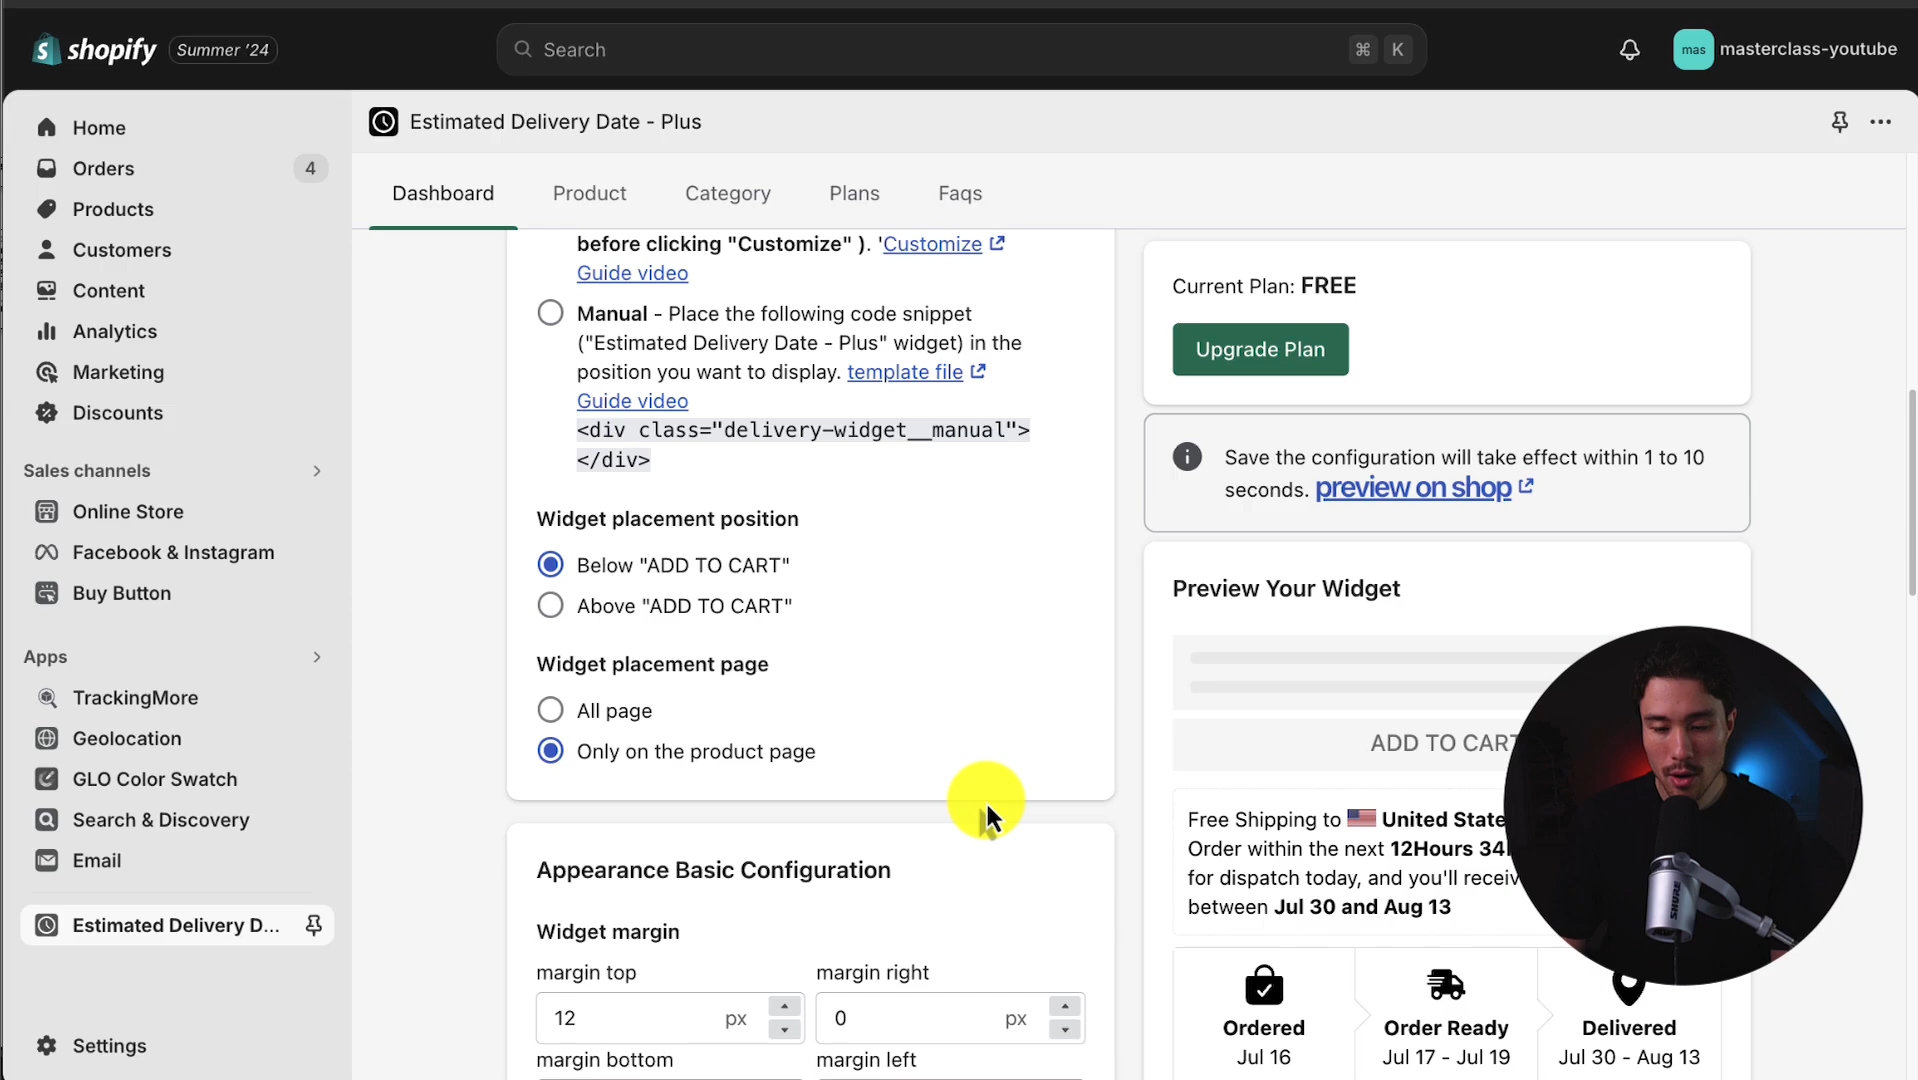 shopify Summer '24
Search ⌘ K
mas masterclass-youtube
Home
Orders 4
Products
Customers
Content
Analytics
Marketing
Discounts
Sales channels
Online Store
Facebook & Instagram
Buy Button
Apps
TrackingMore
Geolocation
GLO Color Swatch
Search & Discovery
Email
Estimated Delivery D...
Settings
Estimated Delivery Date - Plus
Dashboard Product Category Plans Faqs
before clicking "Customize" ). 'Customize
Guide video
Manual - Place the following code snippet
("Estimated Delivery Date - Plus" widget) in the
position you want to display. template file
Guide video
<div class="delivery-widget__manual">
</div>
Widget placement position
Below "ADD TO CART"
Above "ADD TO CART"
Widget placement page
All page
Only on the product page
Appearance Basic Configuration
Widget margin
margin top margin right
12 px 0 px
margin bottom margin left
Current Plan: FREE
Upgrade Plan
Save the configuration will take effect within 1 to 10
seconds. preview on shop
Preview Your Widget
ADD TO CART
Free Shipping to United State
Order within the next 12Hours 34
for dispatch today, and you'll receiv
between Jul 30 and Aug 13
Ordered Order Ready Delivered
Jul 16 Jul 17 - Jul 19 Jul 30 - Aug 13
SHURE